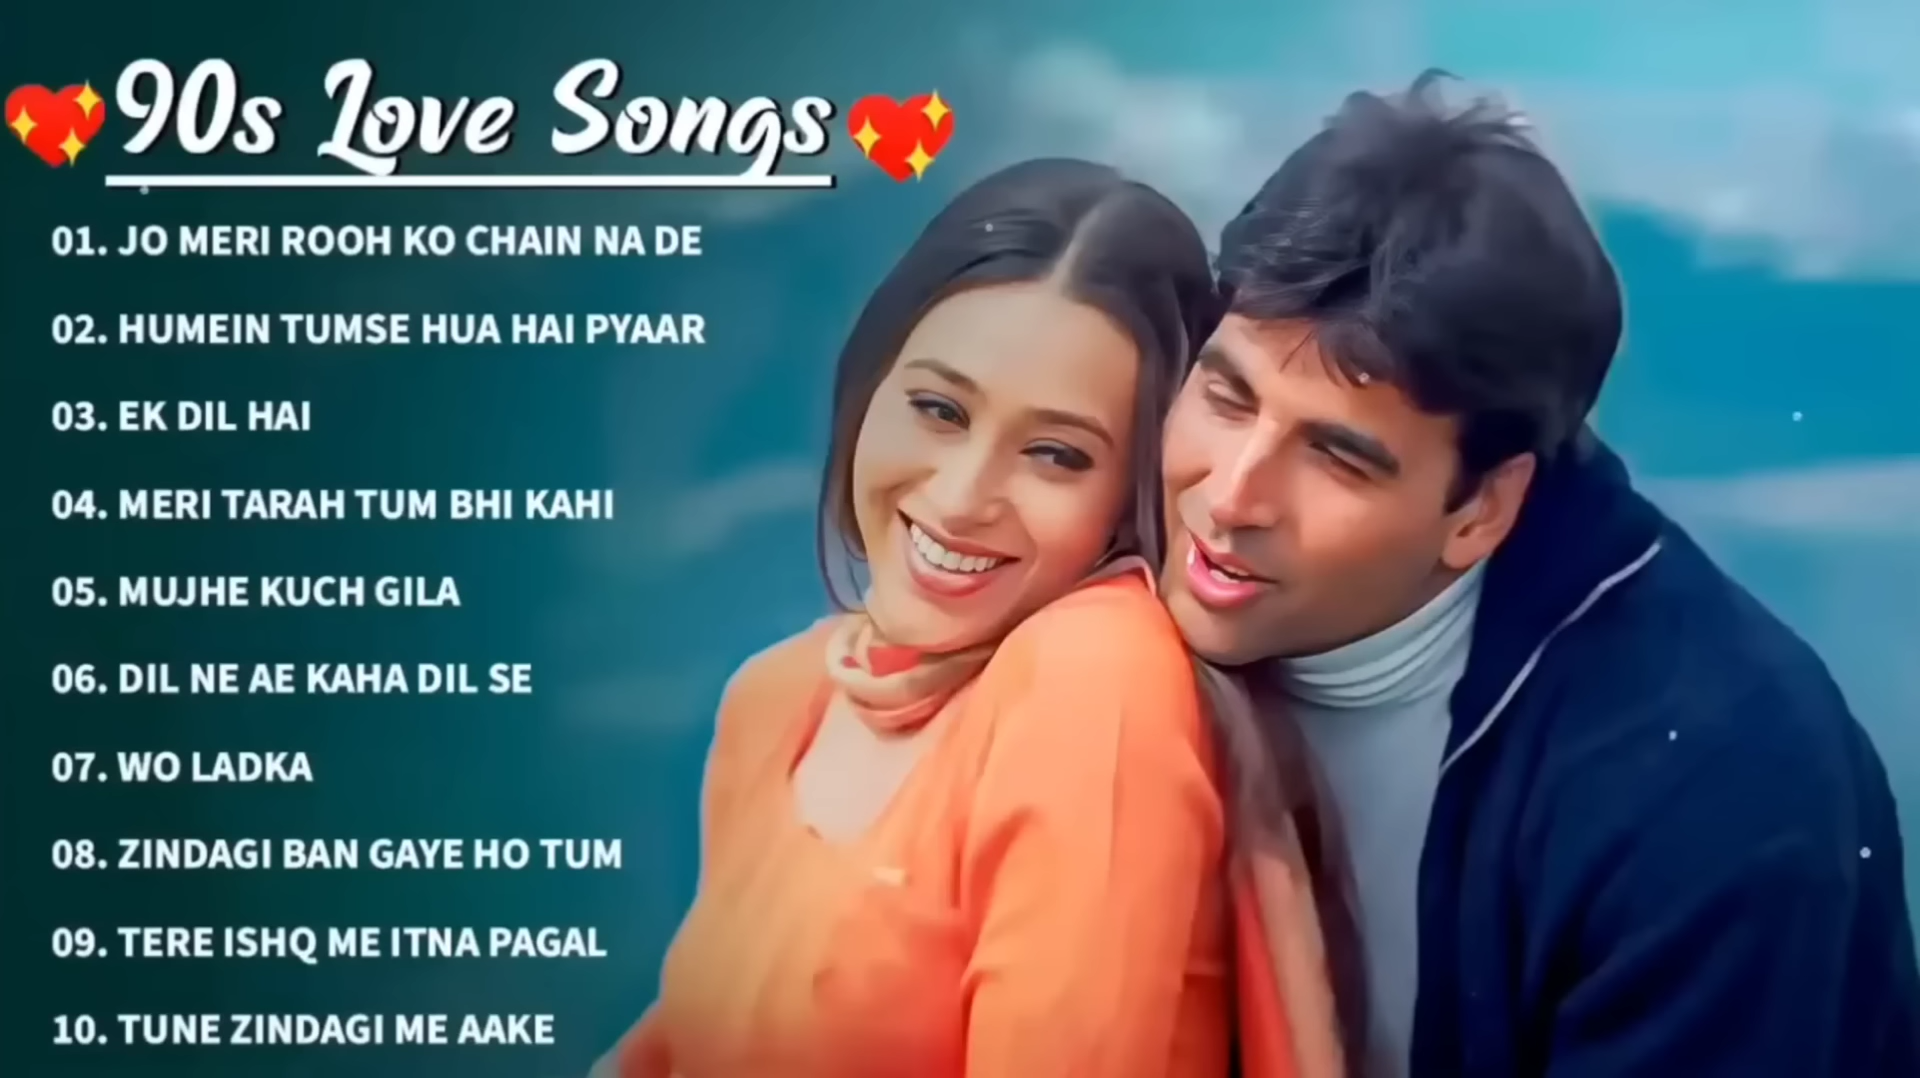 90s Love Songs
01. JO MERI ROOH KO CHAIN NA DE
02. HUMEIN TUMSE HUA HAI PYAAR
03. EK DIL HAI
04. MERI TARAH TUM BHI KAHI
05. MUJHE KUCH GILA
06. DIL NE AE KAHA DIL SE
07. WO LADKA
08. ZINDAGI BAN GAYE HO TUM
09. TERE ISHQ ME ITNA PAGAL
10. TUNE ZINDAGI ME AAKE